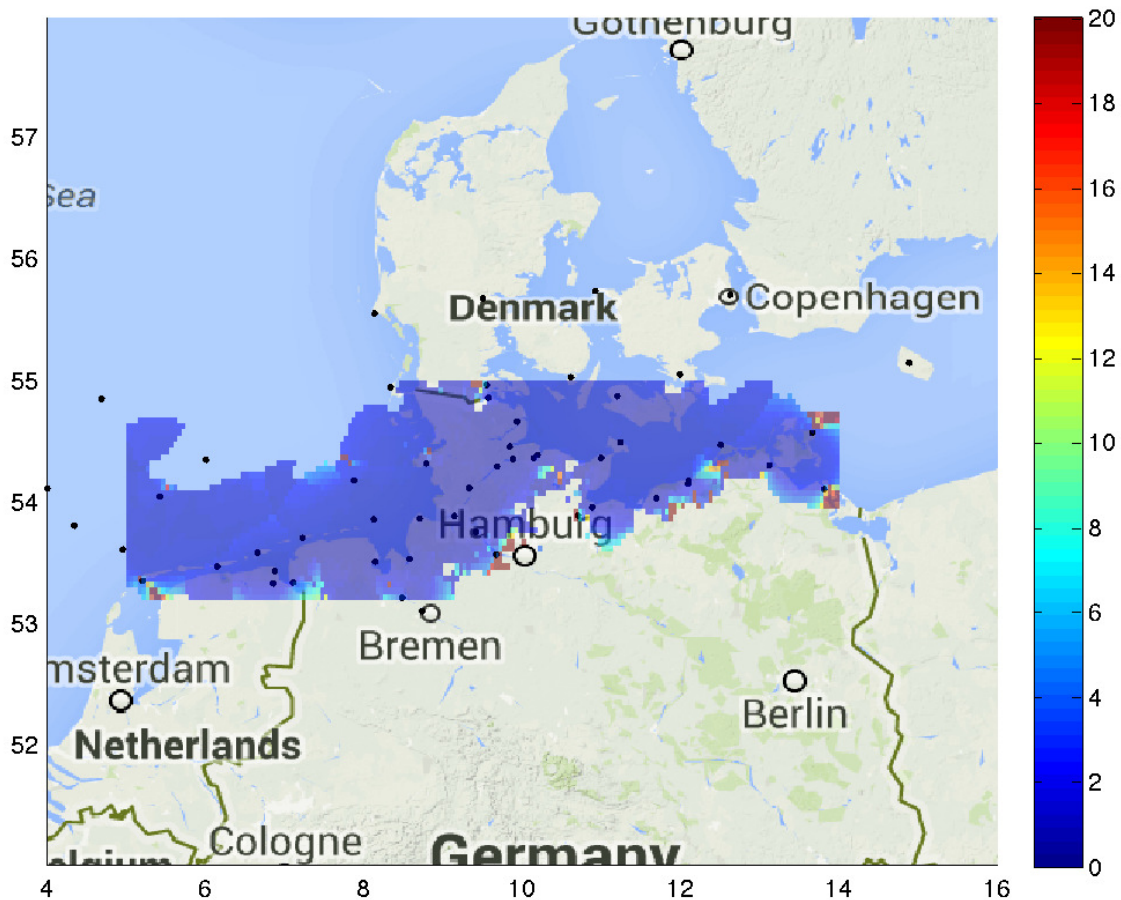 Gothenburg
20
18
57
16
Sea
56
14
Denmark
Copenhagen
12
55
10
54
8
Hamburg
53
6
Bremen
msterdam
4
Berlin
52
Netherlands
2
Cologne
elgium
Germany
0
4
6
8
10
12
14
16